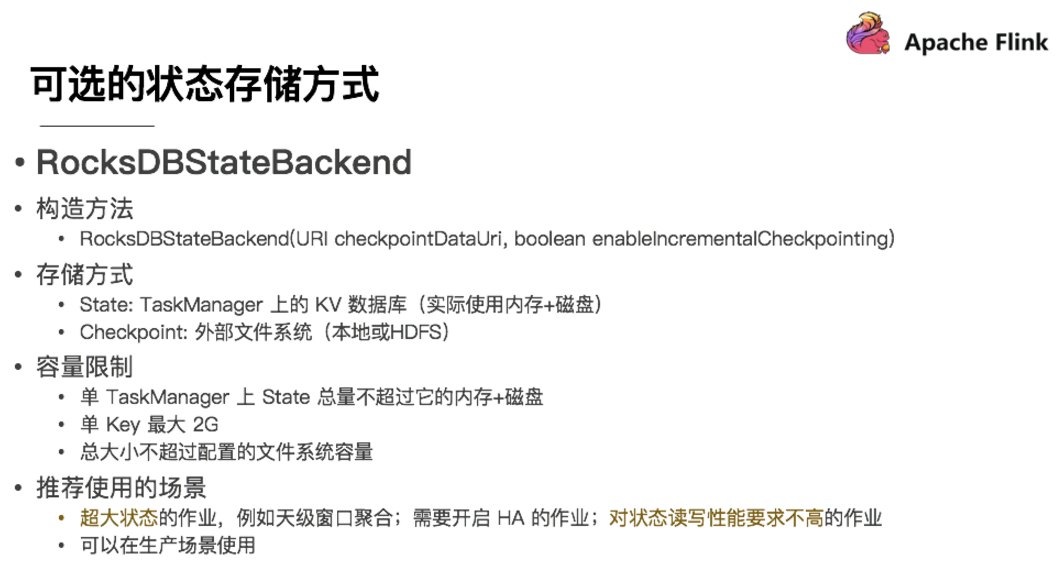 Apache Flink
可选的状态存储方式
• RocksDBStateBackend
• 构造方法
• RocksDBStateBackend(URI checkpointDataUri, boolean enableIncrementalCheckpointing)
• 存储方式
• State: TaskManager 上的 KV 数据库（实际使用内存+磁盘）
• Checkpoint: 外部文件系统（本地或HDFS）
• 容量限制
• 单 TaskManager 上 State 总量不超过它的内存+磁盘
• 单 Key 最大 2G
• 总大小不超过配置的文件系统容量
• 推荐使用的场景
• 超大状态的作业，例如天级窗口聚合；需要开启 HA 的作业；对状态读写性能要求不高的作业
• 可以在生产场景使用